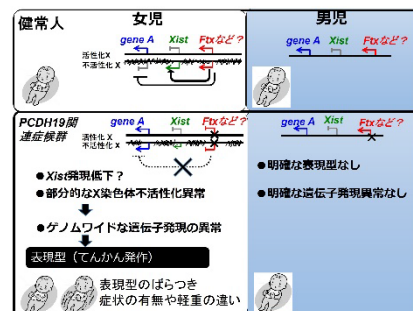 健常人
女児
男児
gene A Xist Ftxなど？
活性化X
不活性化 X
gene A Xist Ftxなど？
PCDH19関
連症候群
gene A Xist Ftxなど？
活性化 X
不活性化 X
●Xist発現低下？
●部分的なX染色体不活性化異常
●ゲノムワイドな遺伝子発現の異常
表現型（てんかん発作）
表現型のばらつき
症状の有無や軽重の違い
gene A Xist Ftxなど？
●明確な表現型なし
●明確な遺伝子発現異常なし